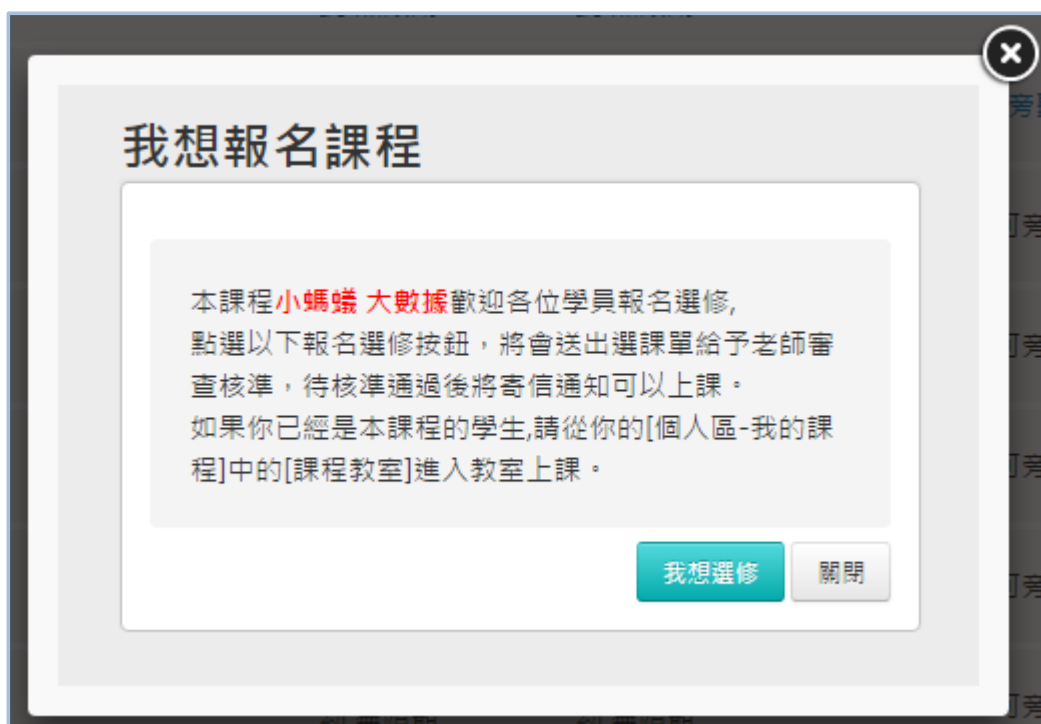 我想報名課程
本課程小螞蟻 大數據歡迎各位學員報名選修,
點選以下報名選修按鈕，將會送出選課單給予老師審
查核準，待核準通過後將寄信通知可以上課。
如果你已經是本課程的學生,請從你的[個人區-我的課
程]中的[課程教室]進入教室上課。
我想選修
關閉